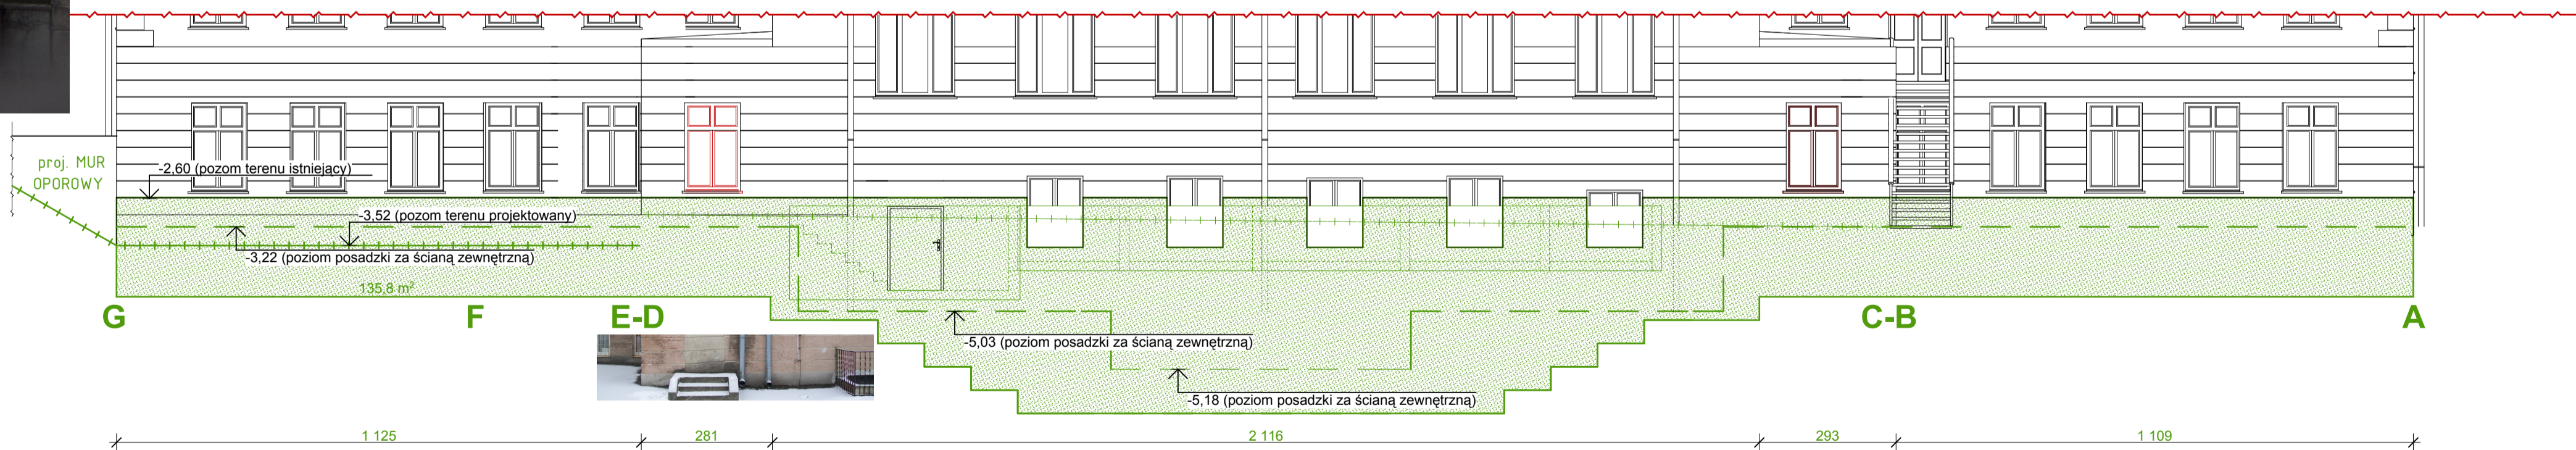 proj. MUR
OPOROWY
-2,60 (pozom terenu istniejący)
-3,52 (pozom terenu projektowany)
-3,22 (poziom posadzki za ścianą zewnętrzną)
135,8 m²
G
F
E-D
C-B
A
-5,03 (poziom posadzki za ścianą zewnętrzną)
-5,18 (poziom posadzki za ścianą zewnętrzną)
1 125
281
2 116
293
1 109